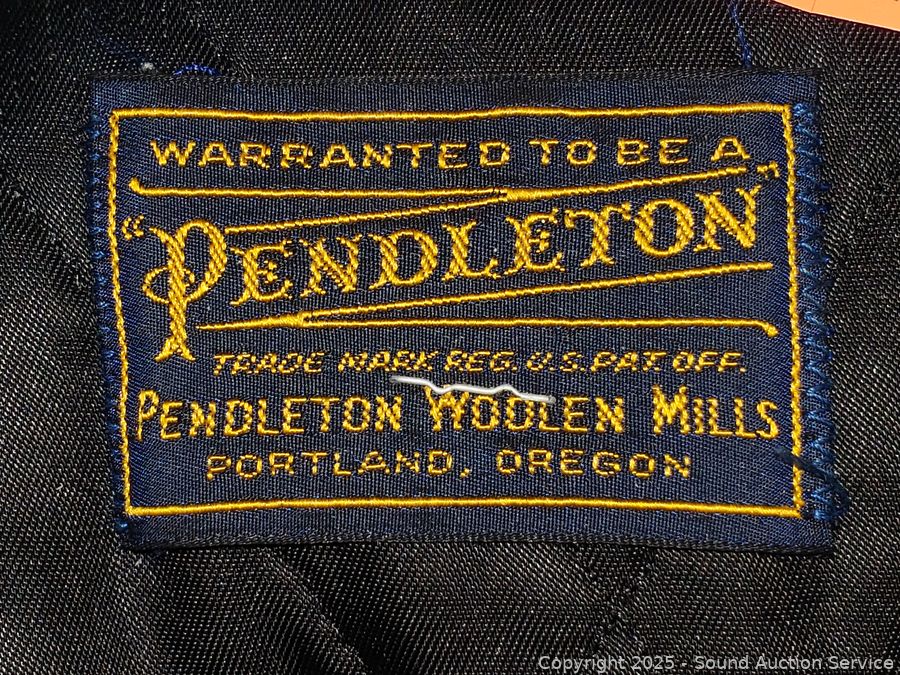 WARRANTED TO BE A
"PENDLETON"
TRADE MARK REG. U.S. PAT. OFF.
PENDLETON WOOLEN MILLS
PORTLAND, OREGON
Copyright 2025 - Sound Auction Service